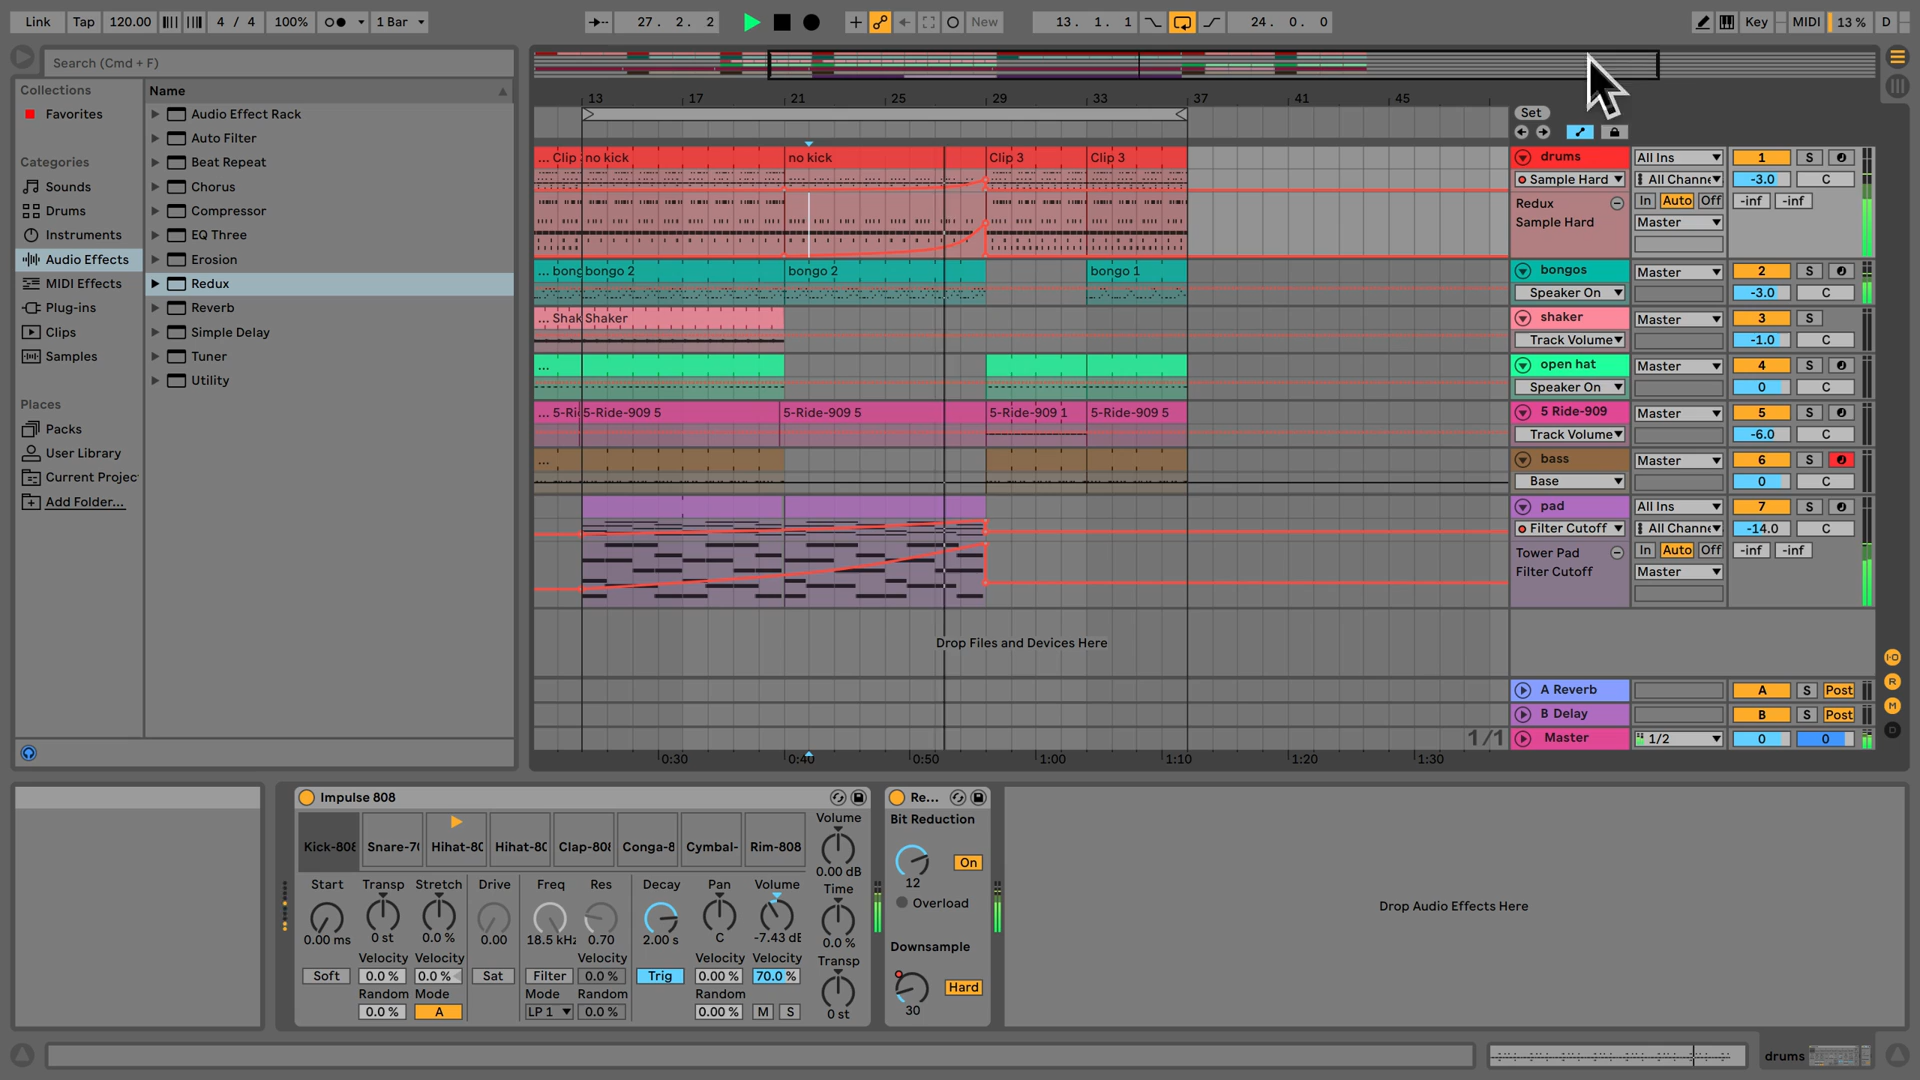 Link Tap 120.00 4 / 4 100% 1 Bar 27. 2. 2 New 13. 1. 1 24. 0. 0 Key MIDI 13 % D
Search (Cmd + F)
Collections
Favorites
Categories
Sounds
Drums
Instruments
Audio Effects
MIDI Effects
Plug-ins
Clips
Samples
Places
Packs
User Library
Current Projec
Add Folder...
Name
Audio Effect Rack
Auto Filter
Beat Repeat
Chorus
Compressor
EQ Three
Erosion
Redux
Reverb
Simple Delay
Tuner
Utility
13 17 21 25 29 33 37 41 45
Set
... Clip no kick no kick Clip 3 Clip 3
... bong bongo 2 bongo 2 bongo 1
... Shak Shaker
...
... 5-Ri 5-Ride-909 5 5-Ride-909 5 5-Ride-909 1 5-Ride-909 5
...
Drop Files and Devices Here
1/1
0:30 0:40 0:50 1:00 1:10 1:20 1:30
drums All Ins 1 S
Sample Hard All Channe -3.0 C
Redux In Auto Off -inf -inf
Sample Hard Master
bongos Master 2 S
Speaker On -3.0 C
shaker Master 3 S
Track Volume -1.0 C
open hat Master 4 S
Speaker On 0 C
5 Ride-909 Master 5 S
Track Volume -6.0 C
bass Master 6 S
Base 0 C
pad All Ins 7 S
Filter Cutoff All Channe -14.0 C
Tower Pad In Auto Off -inf -inf
Filter Cutoff Master
A Reverb A S Post
B Delay B S Post
Master 1/2 0 0
I-O
R
M
D
Impulse 808
Kick-808 Snare-70 Hihat-80 Hihat-80 Clap-808 Conga-8 Cymbal- Rim-808
Start Transp Stretch Drive Freq Res Decay Pan Volume
0.00 ms 0 st 0.0 % 0.00 18.5 kHz 0.70 2.00 s C -7.43 dB
Velocity Velocity Velocity Velocity
Soft 0.0 % 0.0 % Sat Filter 0.0 % Trig 0.00 % 70.0 %
Random Mode Mode Random Random
0.0 % A LP 1 0.0 % 0.00 % M S
Volume
0.00 dB
Time
0.0 %
Transp
0 st
Re...
Bit Reduction
On
12
Overload
Downsample
Hard
30
Drop Audio Effects Here
drums